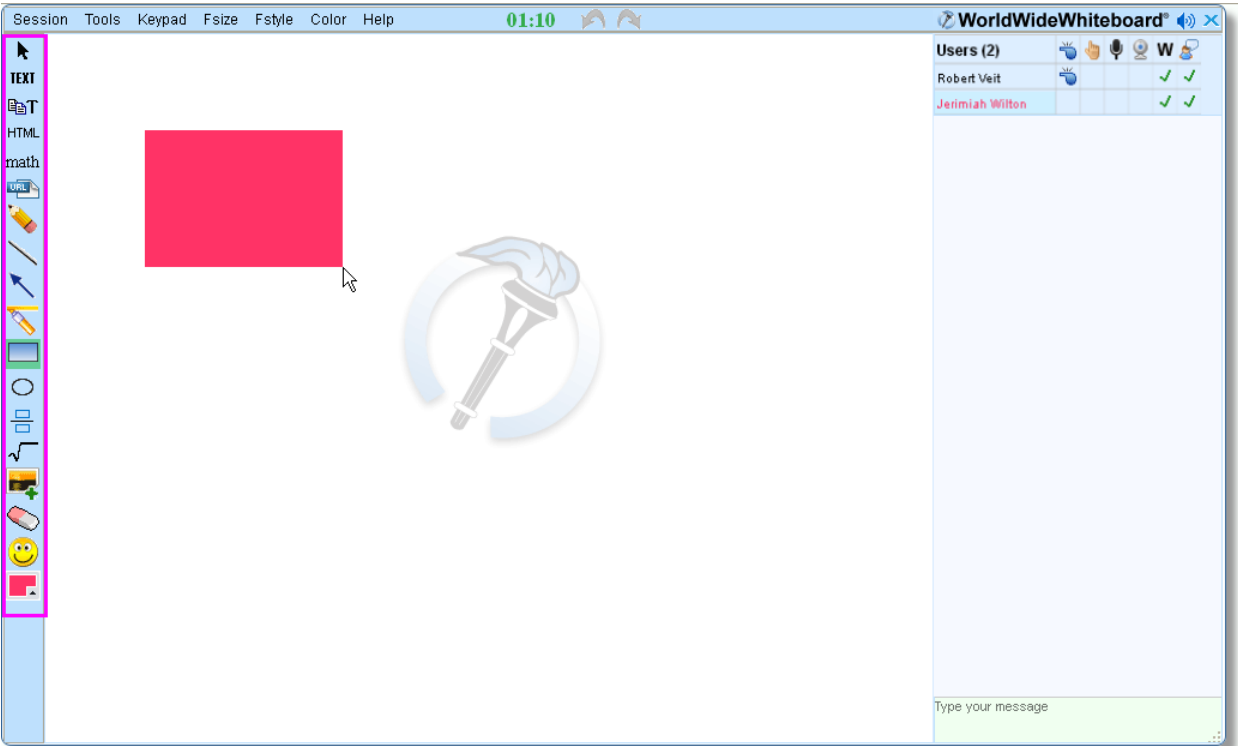 Session Tools Keypad Fsize Fstyle Color Help 01:10 WorldWideWhiteboard®
TEXT
T
HTML
math
URL
Users (2) W
Robert Veit
Jerimiah Wilton
Type your message